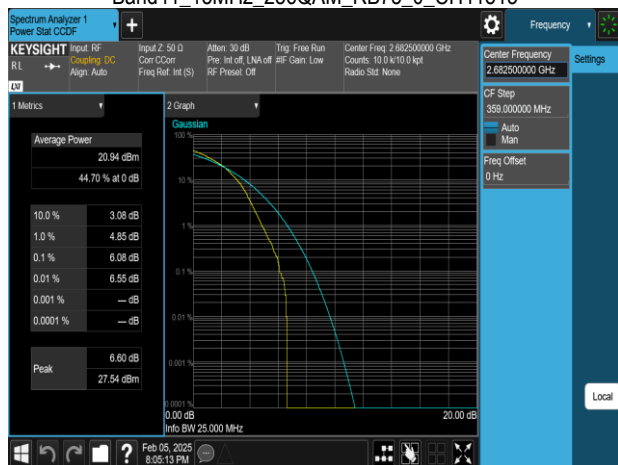 Spectrum Analyzer 1
Power Stat CCDF
Frequency
KEYSIGHT
RL
LXI
Input: RF
Coupling: DC
Align: Auto
Input Z: 50 Ω
Corr CCorr
Freq Ref: Int (S)
Atten: 30 dB
Pre: Int off, LNA off
RF Preset: Off
Trig: Free Run
#IF Gain: Low
Center Freq: 2.682500000 GHz
Counts: 10.0 k/10.0 kpt
Radio Std: None
Center Frequency
2.682500000 GHz
Settings
CF Step
359.000000 MHz
Auto
Man
Freq Offset
0 Hz
1 Metrics
2 Graph
Average Power
20.94 dBm
44.70 % at 0 dB
10.0 % 3.08 dB
1.0 % 4.85 dB
0.1 % 6.08 dB
0.01 % 6.55 dB
0.001 % --- dB
0.0001 % --- dB
Peak
6.60 dB
27.54 dBm
Gaussian
100 %
10 %
1 %
0.1 %
0.01 %
0.001 %
0.0001 %
0.00 dB
20.00 dB
Info BW 25.000 MHz
Local
?
Feb 05, 2025
8:05:13 PM